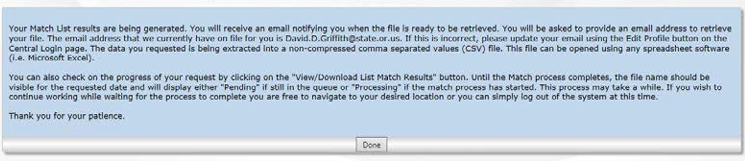 Your Match List results are being generated. You will receive an email notifying you when the file is ready to be retrieved. You will be asked to provide an email address to retrieve
your file. The email address that we currently have on file for you is David.D.Griffith@state.or.us. If this is incorrect, please update your email using the Edit Profile button on the
Central Login page. The data you requested is being extracted into a non-compressed comma separated values (CSV) file. This file can be opened using any spreadsheet software
(i.e. Microsoft Excel).
You can also check on the progress of your request by clicking on the "View/Download List Match Results" button. Until the Match process completes, the file name should be
visible for the requested date and will display either "Pending" if still in the queue or "Processing" if the match process has started. This process may take a while. If you wish to
continue working while waiting for the process to complete you are free to navigate to your desired location or you can simply log out of the system at this time.
Thank you for your patience.
Done